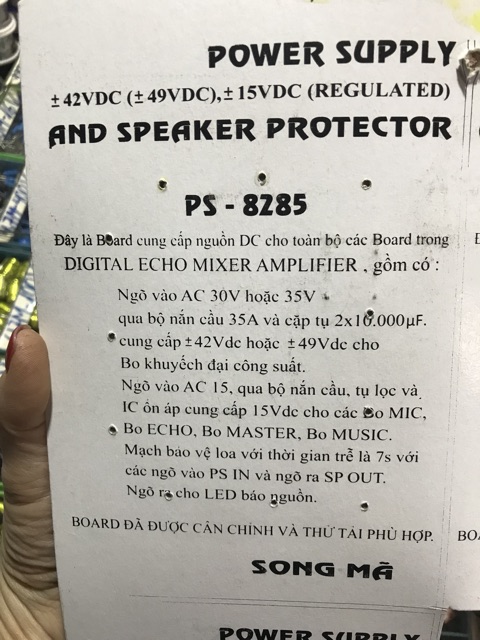 POWER SUPPLY
±42VDC (±49VDC),±15VDC (REGULATED)
AND SPEAKER PROTECTOR
PS - 8285
Đây là Board cung cấp nguồn DC cho toàn bộ các Board trong
DIGITAL ECHO MIXER AMPLIFIER , gồm có :
Ngõ vào AC 30V hoặc 35V
qua bộ nắn cầu 35A và cặp tụ 2x10.000µF.
cung cấp ±42Vdc hoặc ±49Vdc cho
Bo khuyếch đại công suất.
Ngõ vào AC 15, qua bộ nắn cầu, tụ lọc và
IC ổn áp cung cấp 15Vdc cho các Bo MIC,
Bo ECHO, Bo MASTER, Bo MUSIC.
Mạch bảo vệ loa với thời gian trễ là 7s với
các ngõ vào PS IN và ngõ ra SP OUT.
Ngõ ra cho LED báo nguồn.
BOARD ĐÃ ĐƯỢC CÂN CHỈNH VÀ THỬ TẢI PHÙ HỢP.
SONG MÃ
POWER SUPPLY